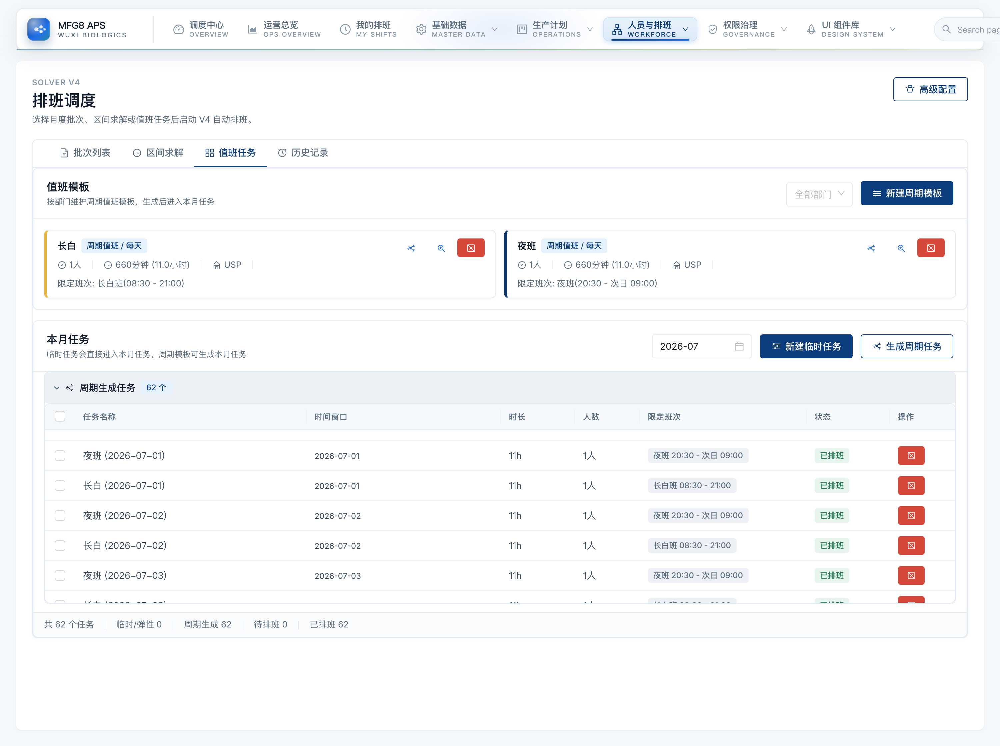 MFG8 APS
WUXI BIOLOGICS
调度中心
OVERVIEW
运营总览
OPS OVERVIEW
我的排班
MY SHIFTS
基础数据
MASTER DATA
生产计划
OPERATIONS
人员与排班
WORKFORCE
权限治理
GOVERNANCE
UI 组件库
DESIGN SYSTEM
Search pag
SOLVER V4
排班调度
选择月度批次、区间求解或值班任务后启动 V4 自动排班。
高级配置
批次列表
区间求解
值班任务
历史记录
值班模板
按部门维护周期值班模板，生成后进入本月任务
全部部门
新建周期模板
长白 周期值班 / 每天
1人 660分钟 (11.0小时) USP
限定班次: 长白班(08:30 - 21:00)
夜班 周期值班 / 每天
1人 660分钟 (11.0小时) USP
限定班次: 夜班(20:30 - 次日 09:00)
本月任务
临时任务会直接进入本月任务，周期模板可生成本月任务
2026-07
新建临时任务
生成周期任务
周期生成任务 62 个
任务名称 时间窗口 时长 人数 限定班次 状态 操作
夜班 (2026-07-01) 2026-07-01 11h 1人 夜班 20:30 - 次日 09:00 已排班
长白 (2026-07-01) 2026-07-01 11h 1人 长白班 08:30 - 21:00 已排班
夜班 (2026-07-02) 2026-07-02 11h 1人 夜班 20:30 - 次日 09:00 已排班
长白 (2026-07-02) 2026-07-02 11h 1人 长白班 08:30 - 21:00 已排班
夜班 (2026-07-03) 2026-07-03 11h 1人 夜班 20:30 - 次日 09:00 已排班
共 62 个任务 临时/弹性 0 周期生成 62 待排班 0 已排班 62